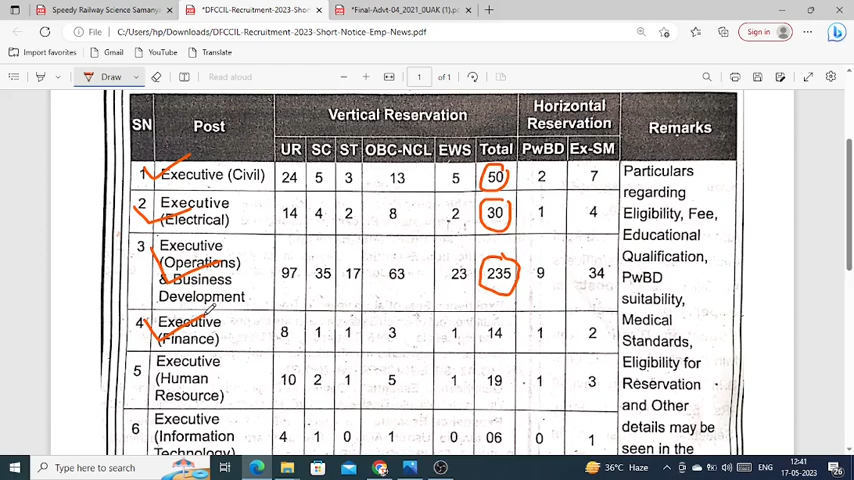 Speedy Railway Science Samanya
*DFCCIL-Recruitment-2023-Short-
*Final-Advt-04_2021_0UAK (1).p
File
C:/Users/hp/Downloads/DFCCIL-Recruitment-2023-Short-Notice-Emp-News.pdf
Sign in
Import favorites
Gmail
YouTube
Translate
Draw
Read aloud
1
of 1
SN
Post
Vertical Reservation
Horizontal
Reservation
Remarks
UR SC ST OBC-NCL EWS Total PwBD Ex-SM
1 Executive (Civil) 24 5 3 13 5 50 2 7
2 Executive
(Electrical) 14 4 2 8 2 30 1 4
3 Executive
(Operations)
& Business
Development 97 35 17 63 23 235 9 34
4 Executive
(Finance) 8 1 1 3 1 14 1 2
5 Executive
(Human
Resource) 10 2 1 5 1 19 1 3
6 Executive
(Information
Technology) 4 1 0 1 0 06 0 1
Particulars
regarding
Eligibility, Fee,
Educational
Qualification,
PwBD
suitability,
Medical
Standards,
Eligibility for
Reservation
and Other
details may be
seen in the
Type here to search
36°C Haze
ENG
12:41
17-05-2023
26